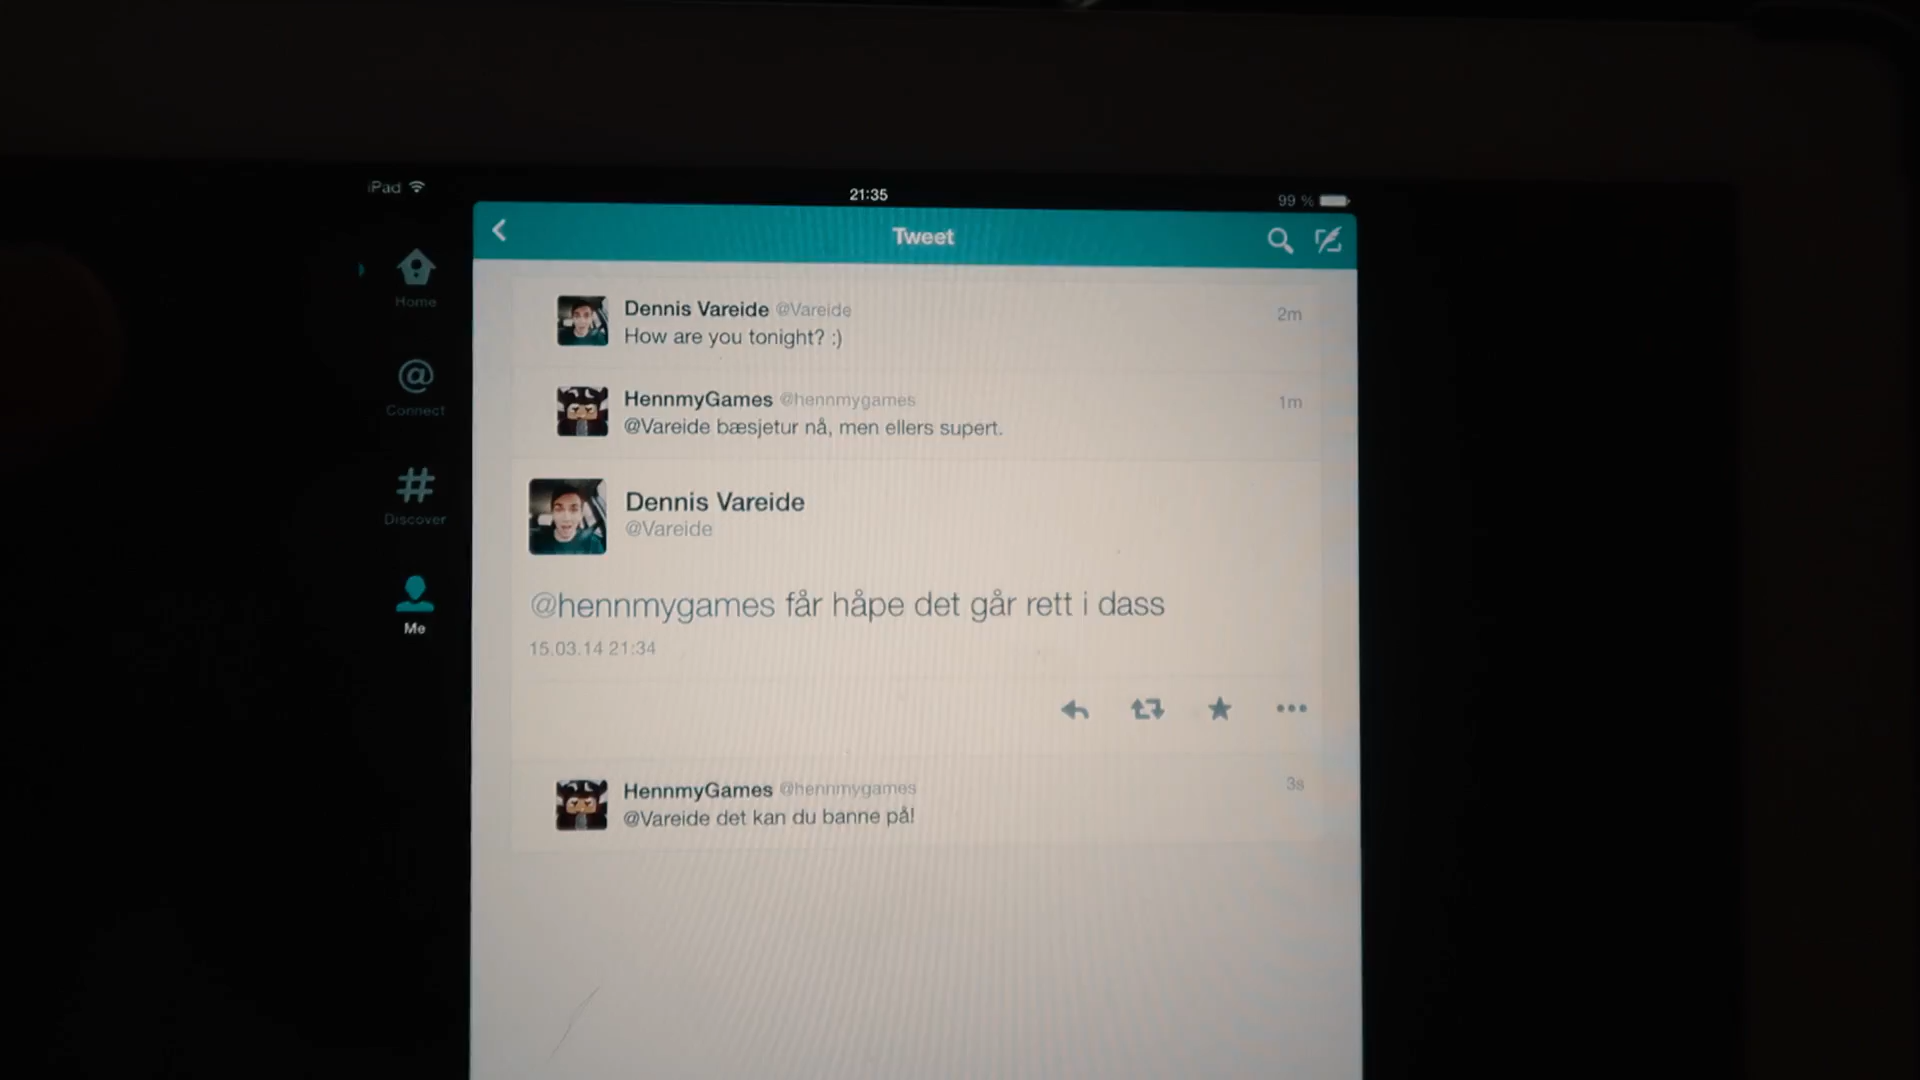 iPad
21:35
99 %
Tweet
Home
Connect
Discover
Me
Dennis Vareide @Vareide 2m
How are you tonight? :)
HennmyGames @hennmygames 1m
@Vareide bæsjetur nå, men ellers supert.
Dennis Vareide
@Vareide
@hennmygames får håpe det går rett i dass
15.03.14 21:34
HennmyGames @hennmygames 3s
@Vareide det kan du banne på!